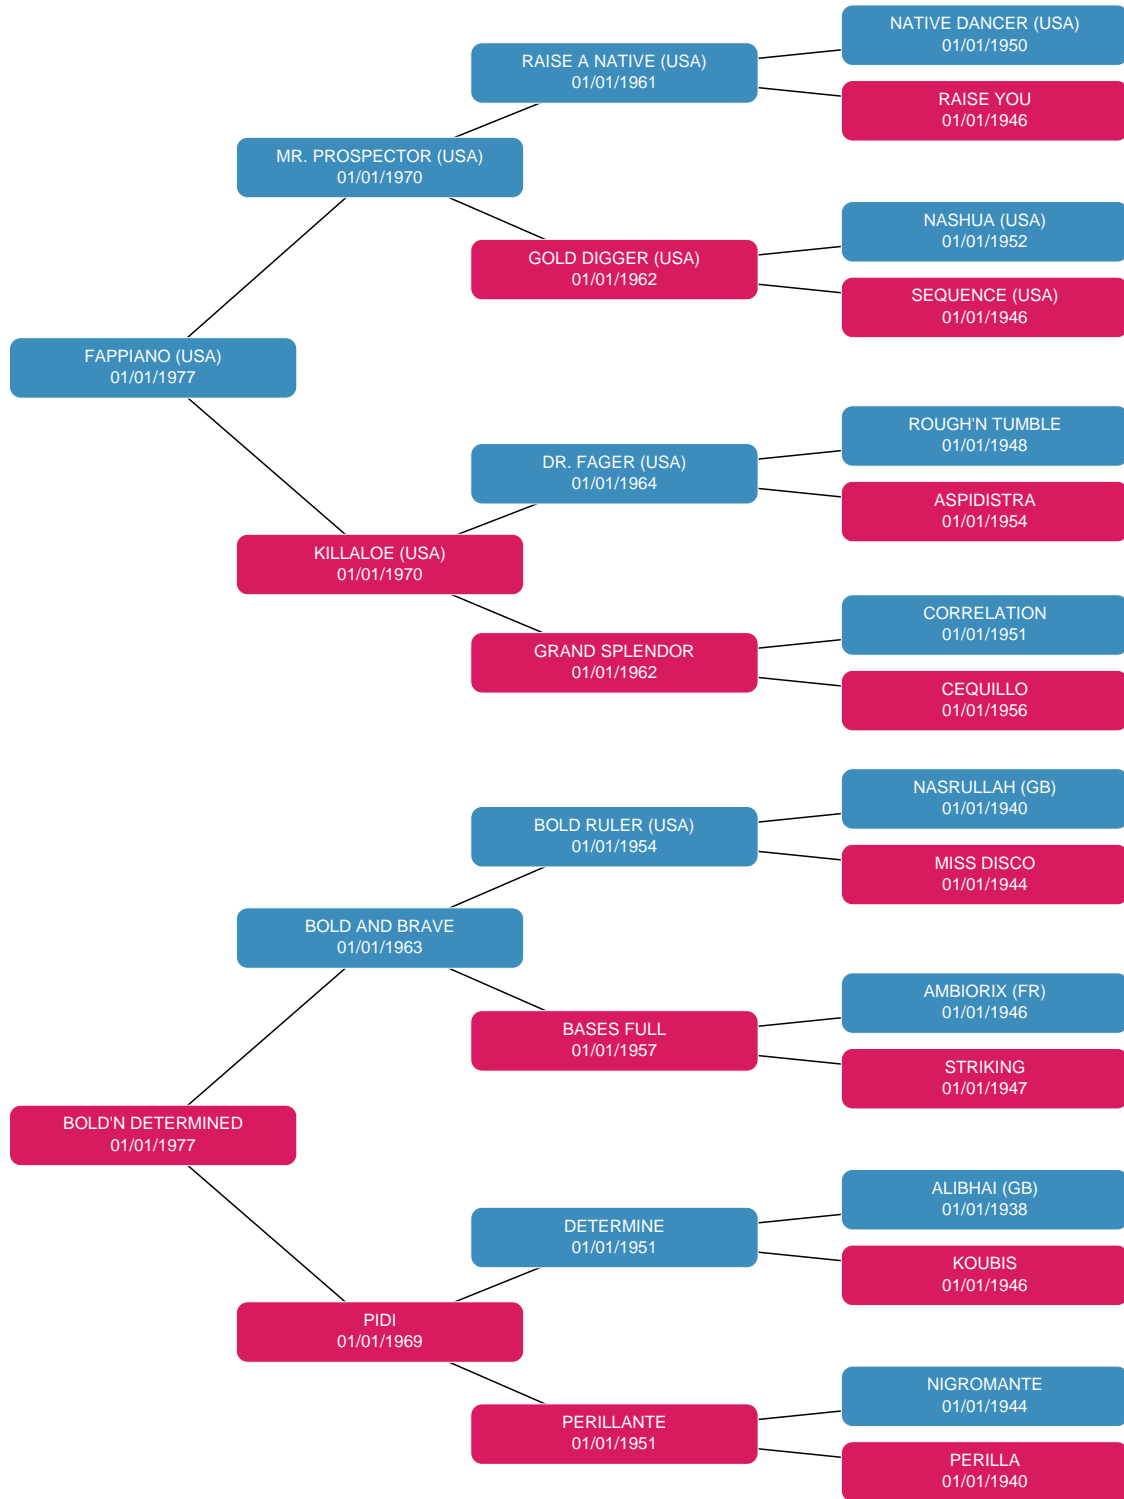 NATIVE DANCER (USA)
01/01/1950
RAISE A NATIVE (USA)
01/01/1961
RAISE YOU
01/01/1946
MR. PROSPECTOR (USA)
01/01/1970
NASHUA (USA)
01/01/1952
GOLD DIGGER (USA)
01/01/1962
SEQUENCE (USA)
01/01/1946
FAPPIANO (USA)
01/01/1977
ROUGH'N TUMBLE
01/01/1948
DR. FAGER (USA)
01/01/1964
ASPIDISTRA
01/01/1954
KILLALOE (USA)
01/01/1970
CORRELATION
01/01/1951
GRAND SPLENDOR
01/01/1962
CEQUILLO
01/01/1956
NASRULLAH (GB)
01/01/1940
BOLD RULER (USA)
01/01/1954
MISS DISCO
01/01/1944
BOLD AND BRAVE
01/01/1963
AMBIORIX (FR)
01/01/1946
BASES FULL
01/01/1957
STRIKING
01/01/1947
BOLD'N DETERMINED
01/01/1977
ALIBHAI (GB)
01/01/1938
DETERMINE
01/01/1951
KOUBIS
01/01/1946
PIDI
01/01/1969
NIGROMANTE
01/01/1944
PERILLANTE
01/01/1951
PERILLA
01/01/1940